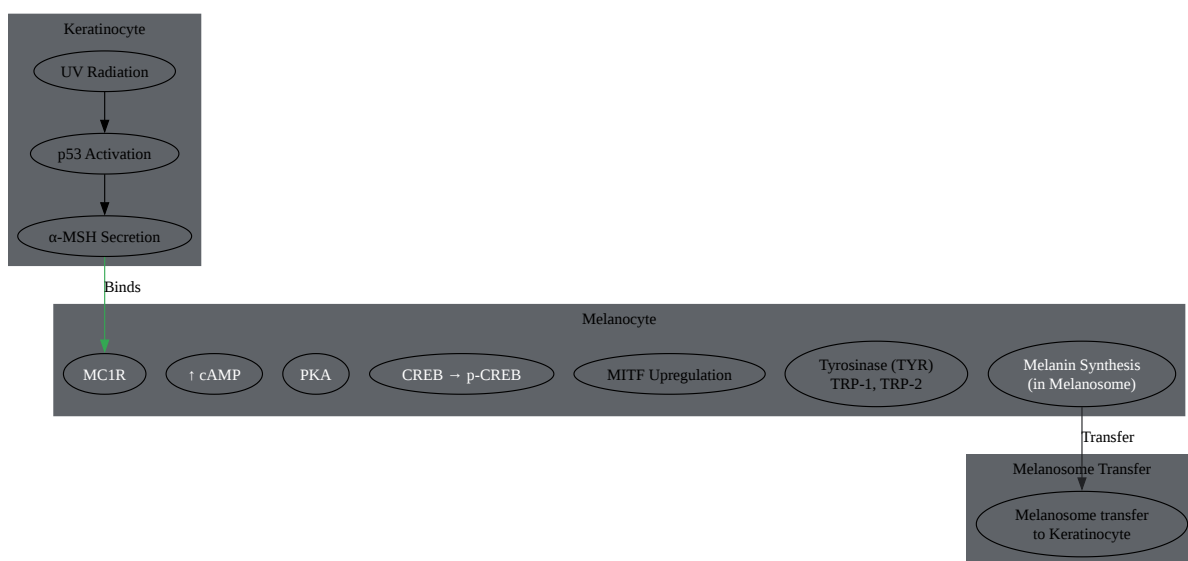 Keratinocyte
UV Radiation
p53 Activation
α-MSH Secretion
Binds
Melanocyte
MC1R
↑ cAMP
PKA
CREB → p-CREB
MITF Upregulation
Tyrosinase (TYR)
TRP-1, TRP-2
Melanin Synthesis
(in Melanosome)
Transfer
Melanosome Transfer
Melanosome transfer
to Keratinocyte